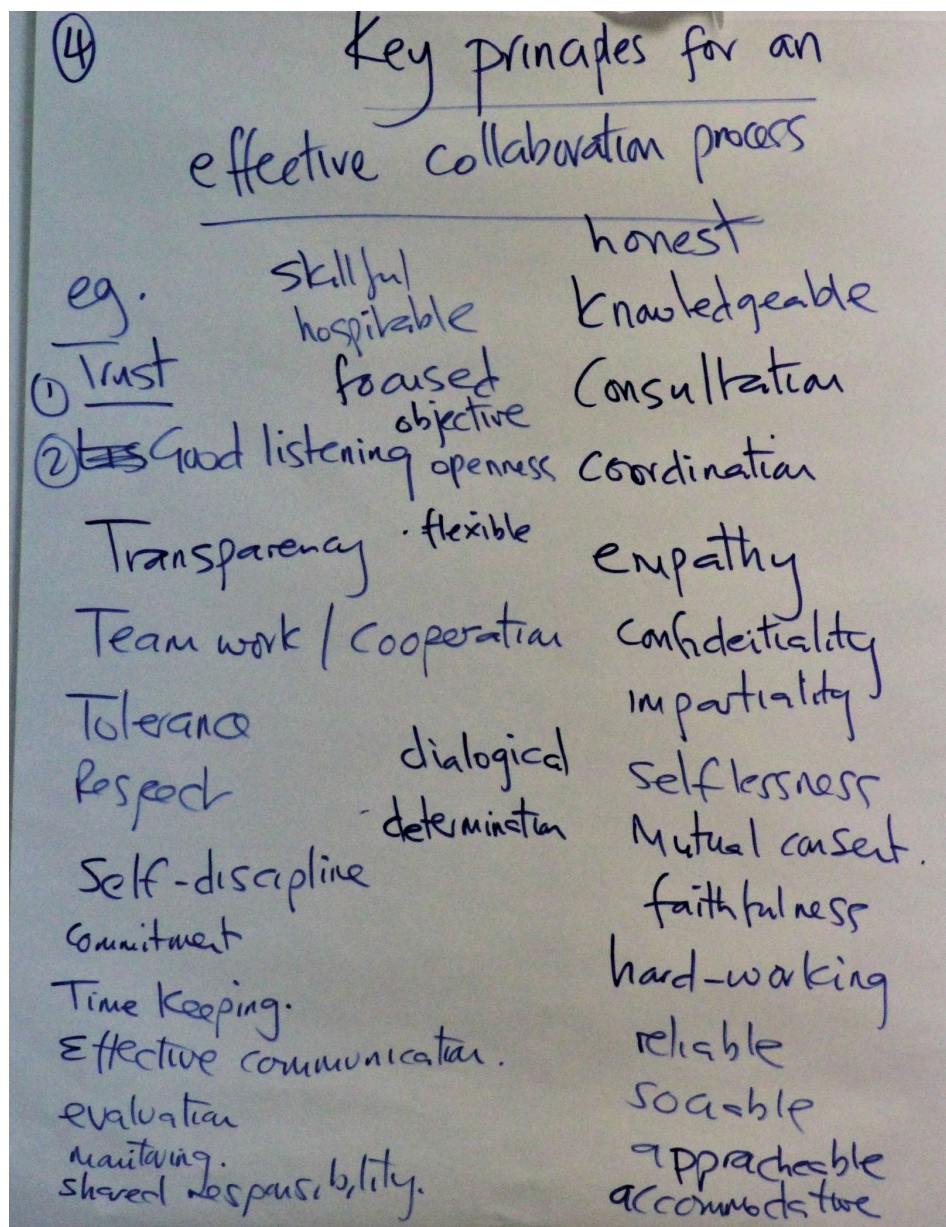 4
Key principles for an
effective collaboration process
eg.
① Trust
② Good listening
Transparency
Team work / Cooperation
Tolerance
Respect
Self-discipline
Commitment
Time Keeping.
Effective communication.
evaluation
monitoring.
shared responsibility.
skillful
hospitable
focused
objective
openness
· flexible
dialogical
- determination
honest
Knowledgeable
Consultation
Coordination
empathy
Confideitiality
impartiality
Selflessness
Mutual consent.
faithfulness
hard-working
reliable
sociable
appracheable
accommodative